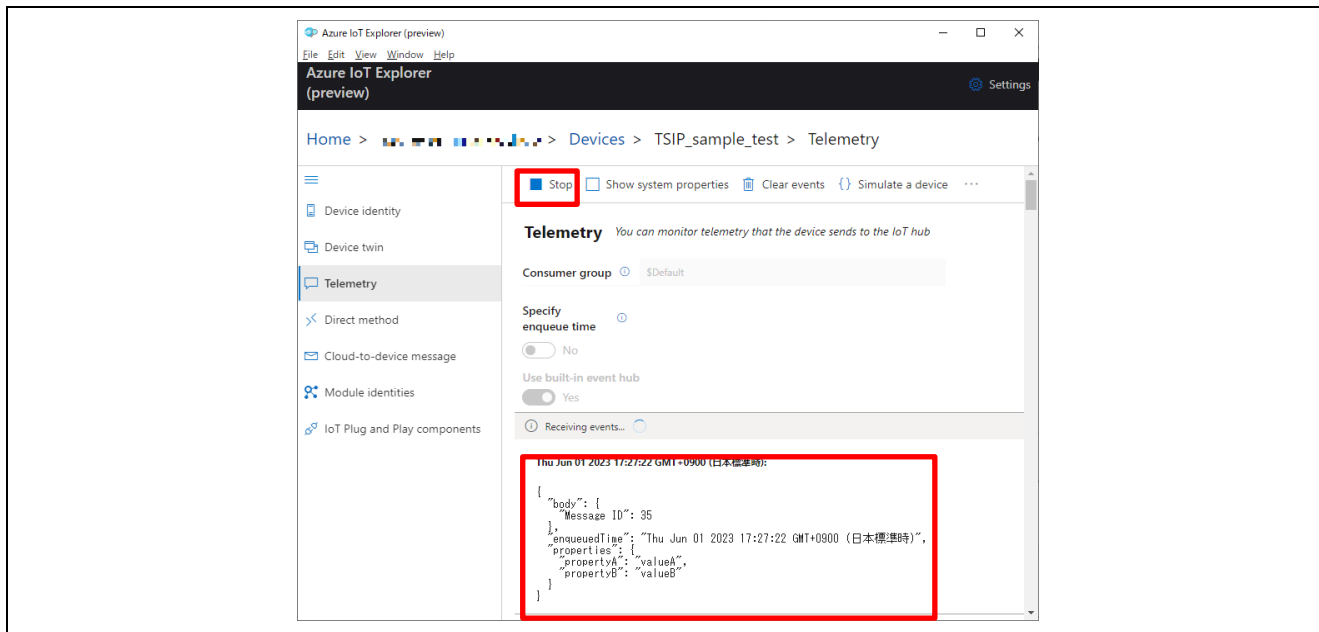 Azure IoT Explorer (preview)
File Edit View Window Help
Azure IoT Explorer
(preview)
Settings
Home > > Devices > TSIP_sample_test > Telemetry
Stop Show system properties Clear events {} Simulate a device ...
Device identity
Device twin
Telemetry
Direct method
Cloud-to-device message
Module identities
IoT Plug and Play components
Telemetry You can monitor telemetry that the device sends to the IoT hub
Consumer group $Default
Specify
enqueue time
No
Use built-in event hub
Yes
Receiving events...
Thu Jun 01 2023 17:27:22 GMT+0900 (日本標準時):
{
"body": {
"Message ID": 35
},
"enqueuedTime": "Thu Jun 01 2023 17:27:22 GMT+0900 (日本標準時)",
"properties": {
"propertyA": "valueA",
"propertyB": "valueB"
}
}